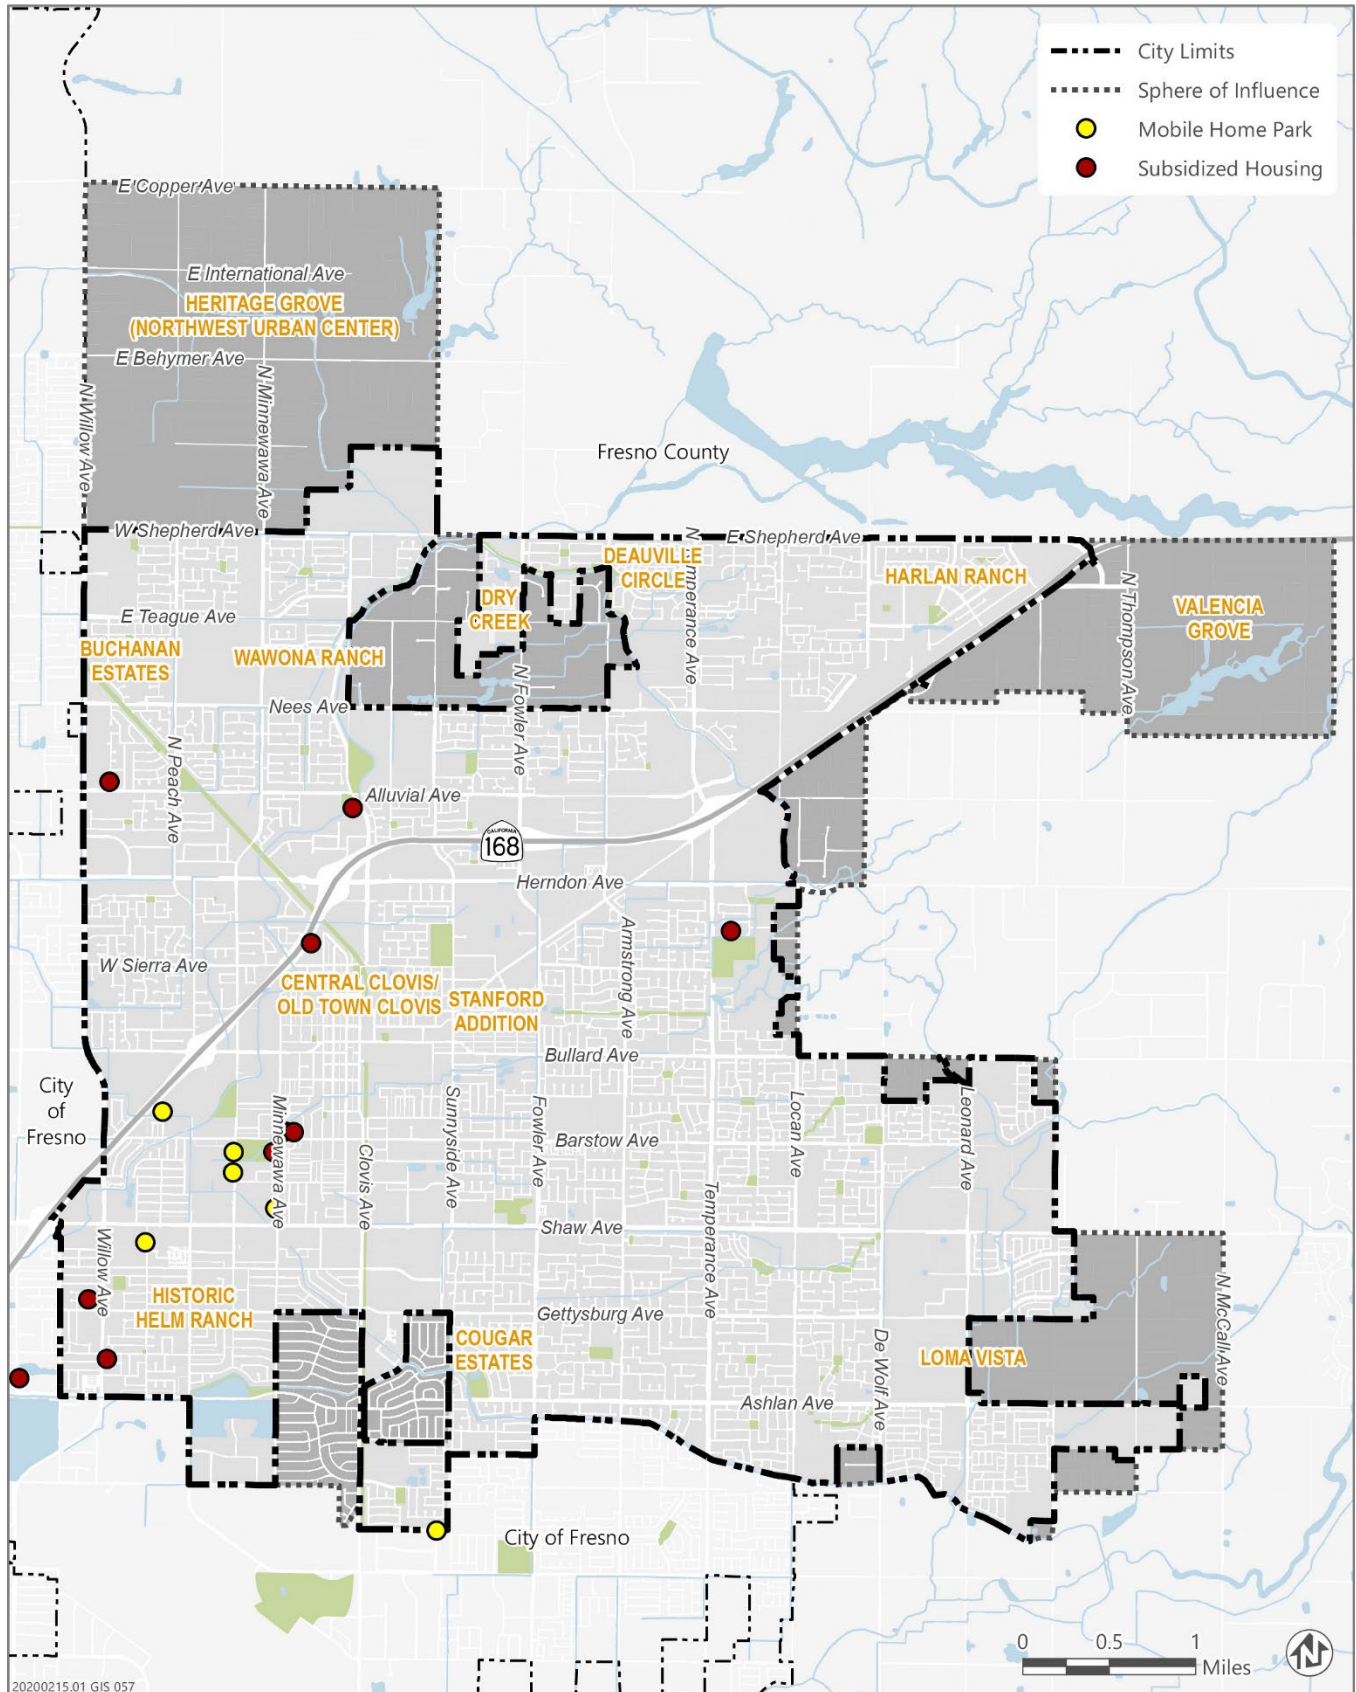 City Limits
Sphere of Influence
Mobile Home Park
Subsidized Housing
E Copper Ave
E International Ave
HERITAGE GROVE
(NORTHWEST URBAN CENTER)
E Behymer Ave
N Willow Ave
N Minnewawa Ave
Fresno County
W Shepherd Ave
E Shepherd Ave
DEAUVILLE
CIRCLE
N Temperance Ave
HARLAN RANCH
N Thompson Ave
VALENCIA
GROVE
DRY
CREEK
E Teague Ave
BUCHANAN
ESTATES
WAWONA RANCH
N Fowler Ave
Nees Ave
N Peach Ave
Alluvial Ave
CALIFORNIA
168
Herndon Ave
Armstrong Ave
W Sierra Ave
CENTRAL CLOVIS/
OLD TOWN CLOVIS
STANFORD
ADDITION
Bullard Ave
City
of
Fresno
Minnewawa Ave
Clovis Ave
Sunnyside Ave
Fowler Ave
Barstow Ave
Locan Ave
Leonard Ave
Temperance Ave
Shaw Ave
Willow Ave
HISTORIC
HELM RANCH
Gettysburg Ave
COUGAR
ESTATES
De Wolf Ave
LOMA VISTA
N McCall Ave
Ashlan Ave
City of Fresno
0 0.5 1
Miles
N
20200215.01 GIS 057